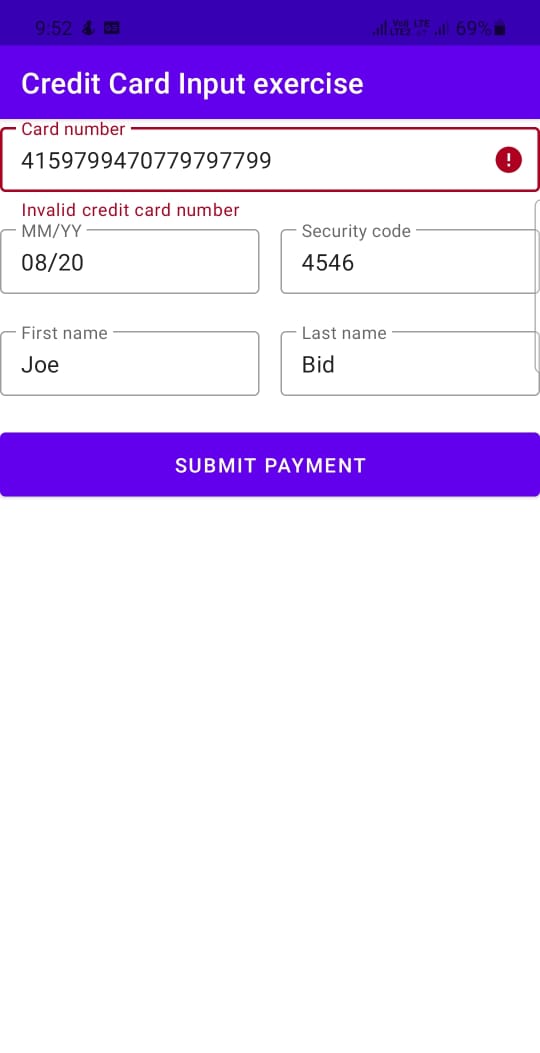 9:52 69%
Credit Card Input exercise
Card number
4159799470779797799
Invalid credit card number
MM/YY Security code
08/20 4546
First name Last name
Joe Bid
SUBMIT PAYMENT